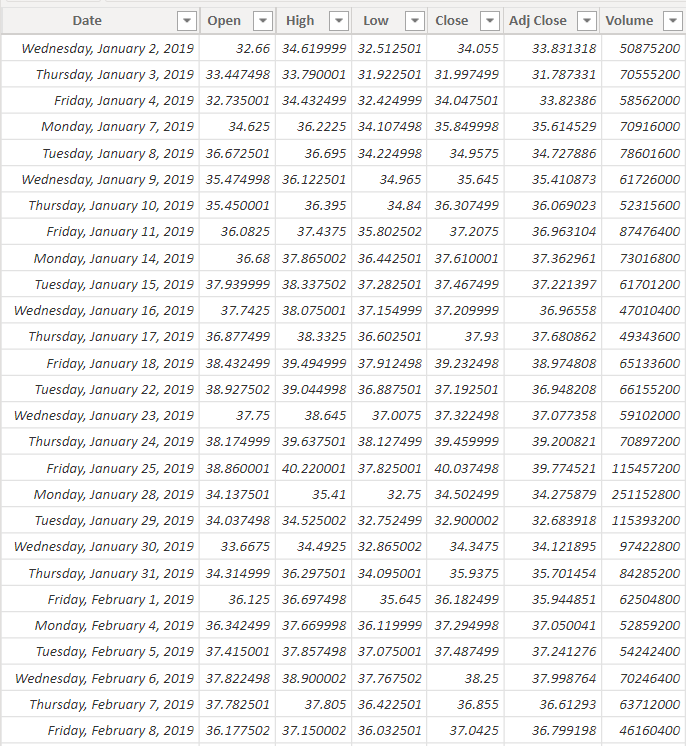 Date Open High Low Close Adj Close Volume
Wednesday, January 2, 2019 32.66 34.619999 32.512501 34.055 33.831318 50875200
Thursday, January 3, 2019 33.447498 33.790001 31.922501 31.997499 31.787331 70555200
Friday, January 4, 2019 32.735001 34.432499 32.424999 34.047501 33.82386 58562000
Monday, January 7, 2019 34.625 36.2225 34.107498 35.849998 35.614529 70916000
Tuesday, January 8, 2019 36.672501 36.695 34.224998 34.9575 34.727886 78601600
Wednesday, January 9, 2019 35.474998 36.122501 34.965 35.645 35.410873 61726000
Thursday, January 10, 2019 35.450001 36.395 34.84 36.307499 36.069023 52315600
Friday, January 11, 2019 36.0825 37.4375 35.802502 37.2075 36.963104 87476400
Monday, January 14, 2019 36.68 37.865002 36.442501 37.610001 37.362961 73016800
Tuesday, January 15, 2019 37.939999 38.337502 37.282501 37.467499 37.221397 61701200
Wednesday, January 16, 2019 37.7425 38.075001 37.154999 37.209999 36.96558 47010400
Thursday, January 17, 2019 36.877499 38.3325 36.602501 37.93 37.680862 49343600
Friday, January 18, 2019 38.432499 39.494999 37.912498 39.232498 38.974808 65133600
Tuesday, January 22, 2019 38.927502 39.044998 36.887501 37.192501 36.948208 66155200
Wednesday, January 23, 2019 37.75 38.645 37.0075 37.322498 37.077358 59102000
Thursday, January 24, 2019 38.174999 39.637501 38.127499 39.459999 39.200821 70897200
Friday, January 25, 2019 38.860001 40.220001 37.825001 40.037498 39.774521 115457200
Monday, January 28, 2019 34.137501 35.41 32.75 34.502499 34.275879 251152800
Tuesday, January 29, 2019 34.037498 34.525002 32.752499 32.900002 32.683918 115393200
Wednesday, January 30, 2019 33.6675 34.4925 32.865002 34.3475 34.121895 97422800
Thursday, January 31, 2019 34.314999 36.297501 34.095001 35.9375 35.701454 84285200
Friday, February 1, 2019 36.125 36.697498 35.645 36.182499 35.944851 62504800
Monday, February 4, 2019 36.342499 37.669998 36.119999 37.294998 37.050041 52859200
Tuesday, February 5, 2019 37.415001 37.857498 37.075001 37.487499 37.241276 54242400
Wednesday, February 6, 2019 37.822498 38.900002 37.767502 38.25 37.998764 70246400
Thursday, February 7, 2019 37.782501 37.805 36.422501 36.855 36.61293 63712000
Friday, February 8, 2019 36.177502 37.150002 36.032501 37.0425 36.799198 46160400